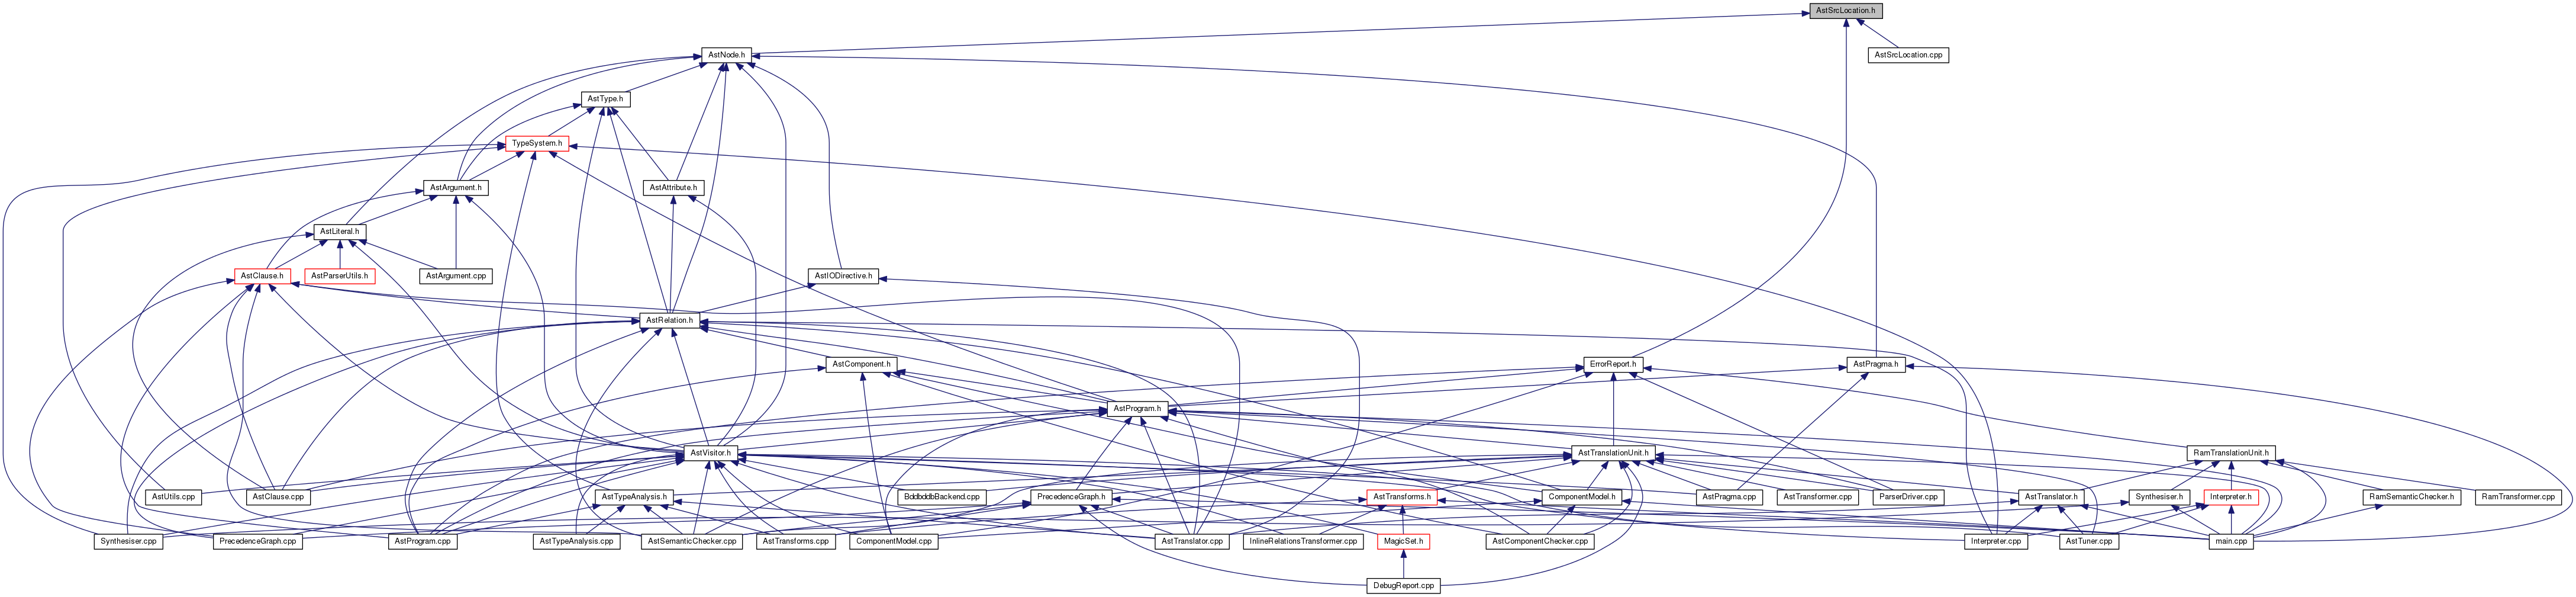 AstSrcLocation.h
AstNode.h
AstSrcLocation.cpp
AstType.h
TypeSystem.h
AstArgument.h
AstAttribute.h
AstLiteral.h
AstClause.h
AstParserUtils.h
AstArgument.cpp
AstIODirective.h
AstRelation.h
AstComponent.h
ErrorReport.h
AstPragma.h
AstProgram.h
AstVisitor.h
AstTranslationUnit.h
RamTranslationUnit.h
AstUtils.cpp
AstClause.cpp
AstTypeAnalysis.h
BddbddbBackend.cpp
PrecedenceGraph.h
AstTransforms.h
ComponentModel.h
AstPragma.cpp
AstTransformer.cpp
ParserDriver.cpp
AstTranslator.h
Synthesiser.h
Interpreter.h
RamSemanticChecker.h
RamTransformer.cpp
Synthesiser.cpp
PrecedenceGraph.cpp
AstProgram.cpp
AstTypeAnalysis.cpp
AstSemanticChecker.cpp
AstTransforms.cpp
ComponentModel.cpp
AstTranslator.cpp
InlineRelationsTransformer.cpp
MagicSet.h
AstComponentChecker.cpp
Interpreter.cpp
AstTuner.cpp
main.cpp
DebugReport.cpp